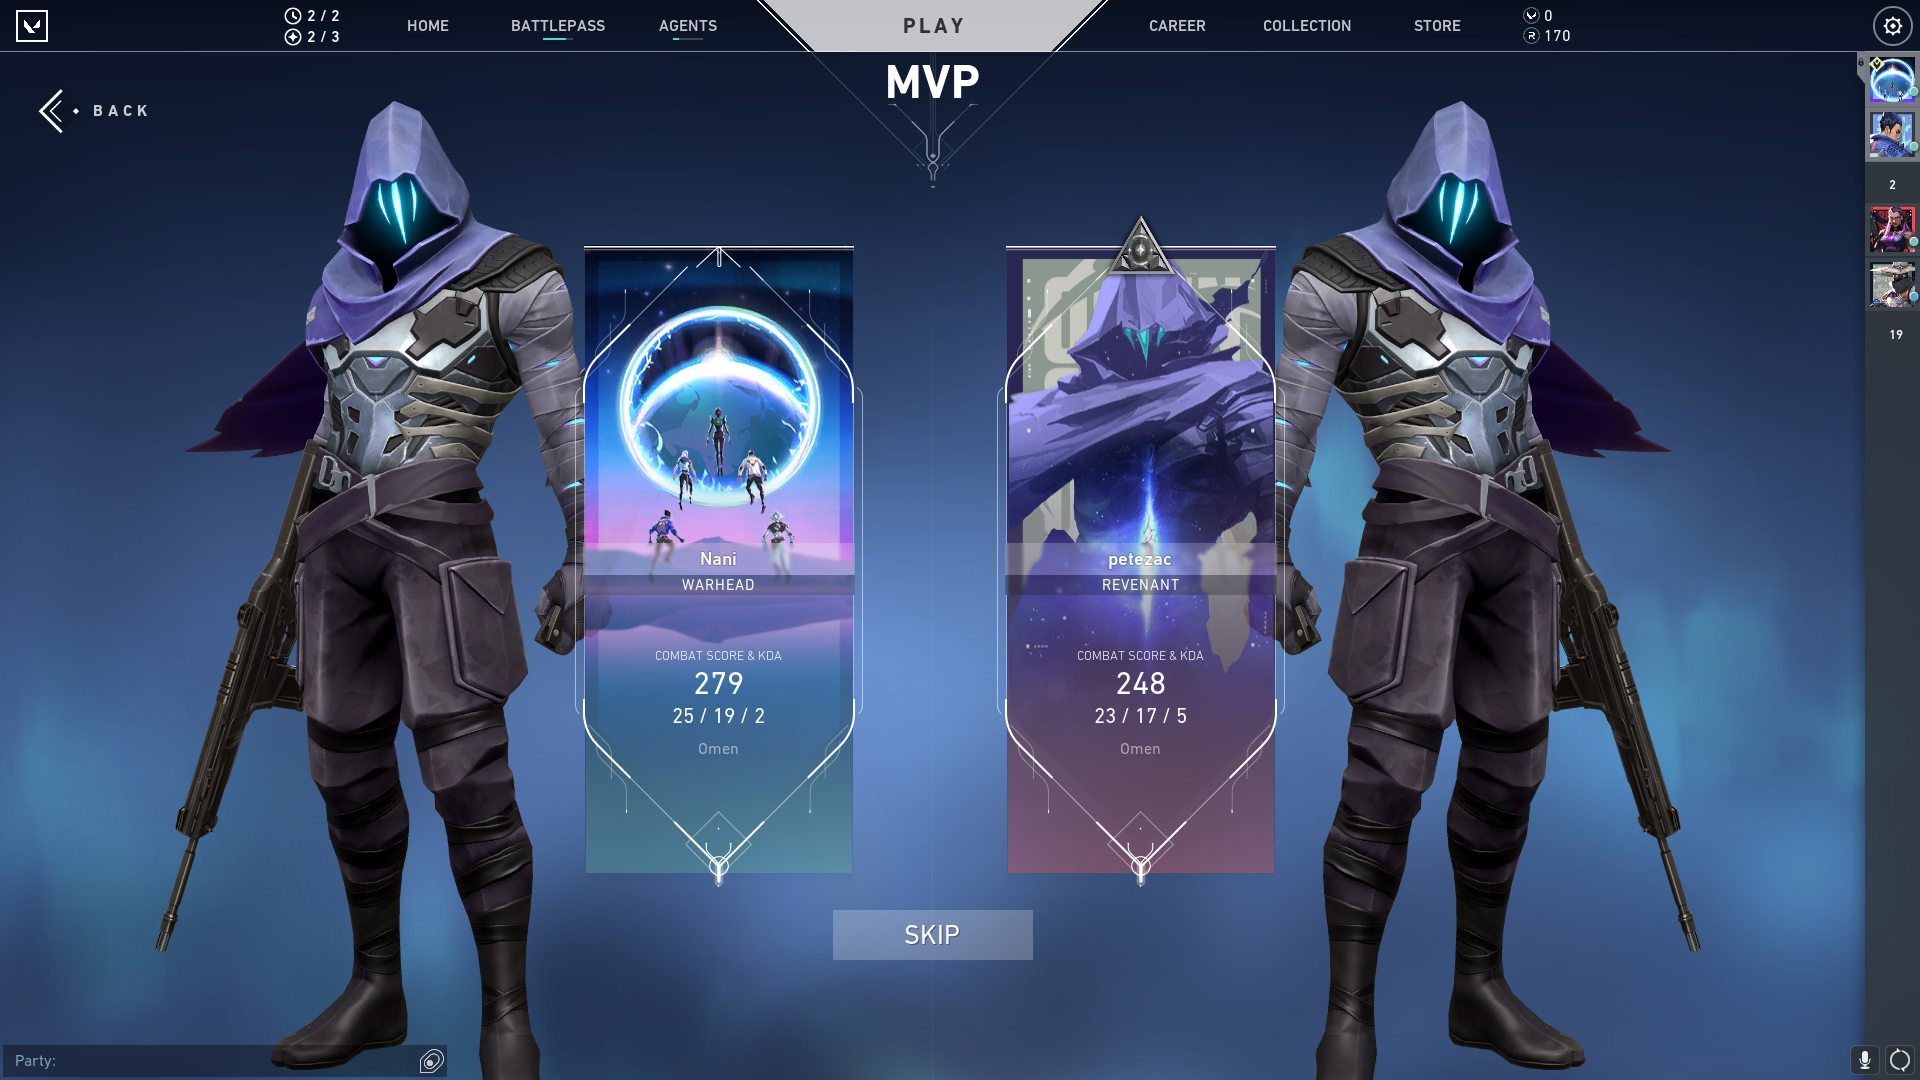 2 / 2
2 / 3
HOME
BATTLEPASS
AGENTS
PLAY
CAREER
COLLECTION
STORE
0
R 170
MVP
BACK
2
19
Nani
WARHEAD
COMBAT SCORE & KDA
279
25 / 19 / 2
Omen
petezac
REVENANT
COMBAT SCORE & KDA
248
23 / 17 / 5
Omen
SKIP
Party: